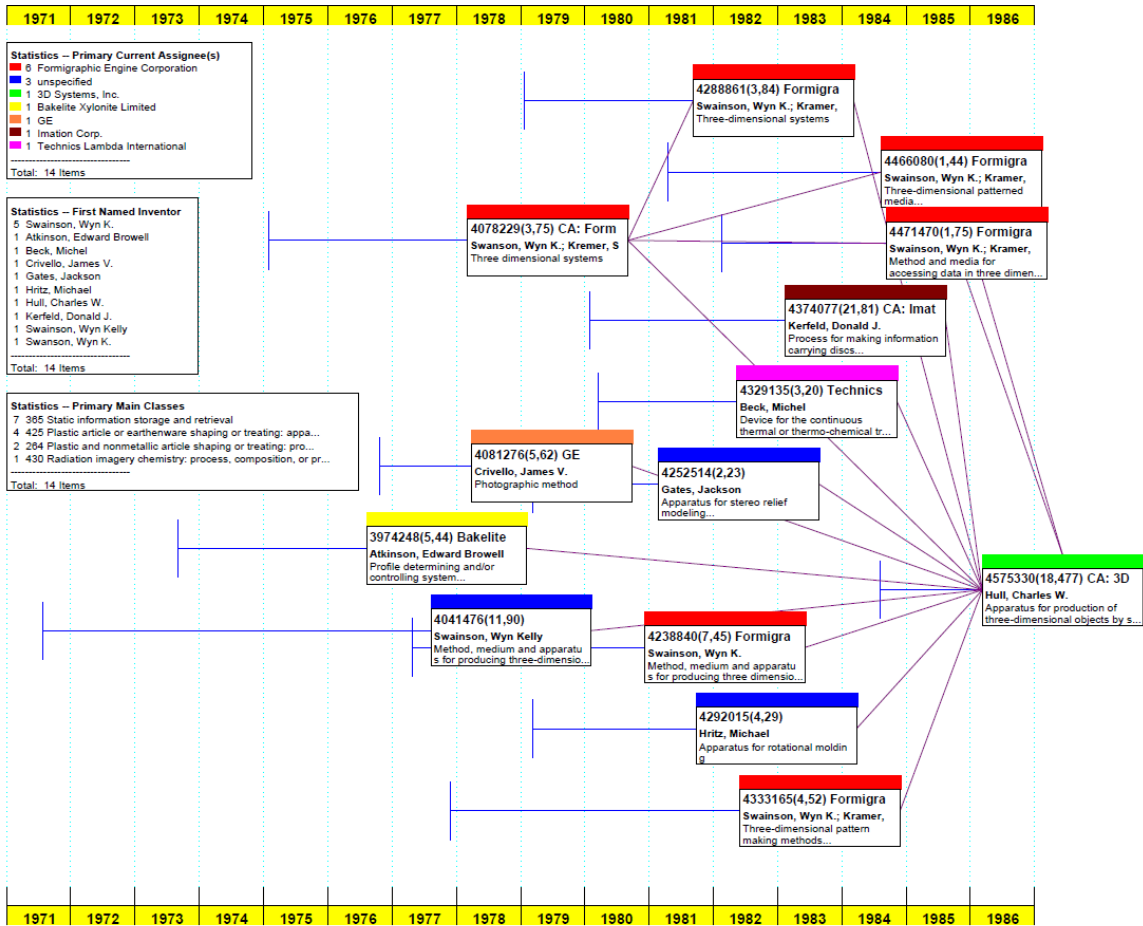 1971 1972 1973 1974 1975 1976 1977 1978 1979 1980 1981 1982 1983 1984 1985 1986
Statistics -- Primary Current Assignee(s)
6 Formigraphic Engine Corporation
3 unspecified
1 3D Systems, Inc.
1 Bakelite Xylonite Limited
1 GE
1 Imation Corp.
1 Technics Lambda International
----------------------------------
Total: 14 Items
Statistics -- First Named Inventor
5 Swainson, Wyn K.
1 Atkinson, Edward Browell
1 Beck, Michel
1 Crivello, James V.
1 Gates, Jackson
1 Hritz, Michael
1 Hull, Charles W.
1 Kerfeld, Donald J.
1 Swainson, Wyn Kelly
1 Swanson, Wyn K.
----------------------------------
Total: 14 Items
Statistics -- Primary Main Classes
7 365 Static information storage and retrieval
4 425 Plastic article or earthenware shaping or treating: appa...
2 264 Plastic and nonmetallic article shaping or treating: pro...
1 430 Radiation imagery chemistry: process, composition, or pr...
----------------------------------
Total: 14 Items
4288861(3,84) Formigra
Swainson, Wyn K.; Kramer,
Three-dimensional systems
4466080(1,44) Formigra
Swainson, Wyn K.; Kramer,
Three-dimensional patterned
media...
4078229(3,75) CA: Form
Swanson, Wyn K.; Kremer, S
Three dimensional systems
4471470(1,75) Formigra
Swainson, Wyn K.; Kramer,
Method and media for
accessing data in three dimen...
4374077(21,81) CA: Imat
Kerfeld, Donald J.
Process for making information
carrying discs...
4329135(3,20) Technics
Beck, Michel
Device for the continuous
thermal or thermo-chemical tr...
4081276(5,62) GE
Crivello, James V.
Photographic method
4252514(2,23)
Gates, Jackson
Apparatus for stereo relief
modeling...
3974248(5,44) Bakelite
Atkinson, Edward Browell
Profile determining and/or
controlling system...
4575330(18,477) CA: 3D
Hull, Charles W.
Apparatus for production of
three-dimensional objects by s...
4041476(11,90)
Swainson, Wyn Kelly
Method, medium and apparatu
s for producing three-dimensio...
4238840(7,45) Formigra
Swainson, Wyn K.
Method, medium and apparatu
s for producing three dimensio...
4292015(4,29)
Hritz, Michael
Apparatus for rotational moldin
g
4333165(4,52) Formigra
Swainson, Wyn K.; Kramer,
Three-dimensional pattern
making methods...
1971 1972 1973 1974 1975 1976 1977 1978 1979 1980 1981 1982 1983 1984 1985 1986